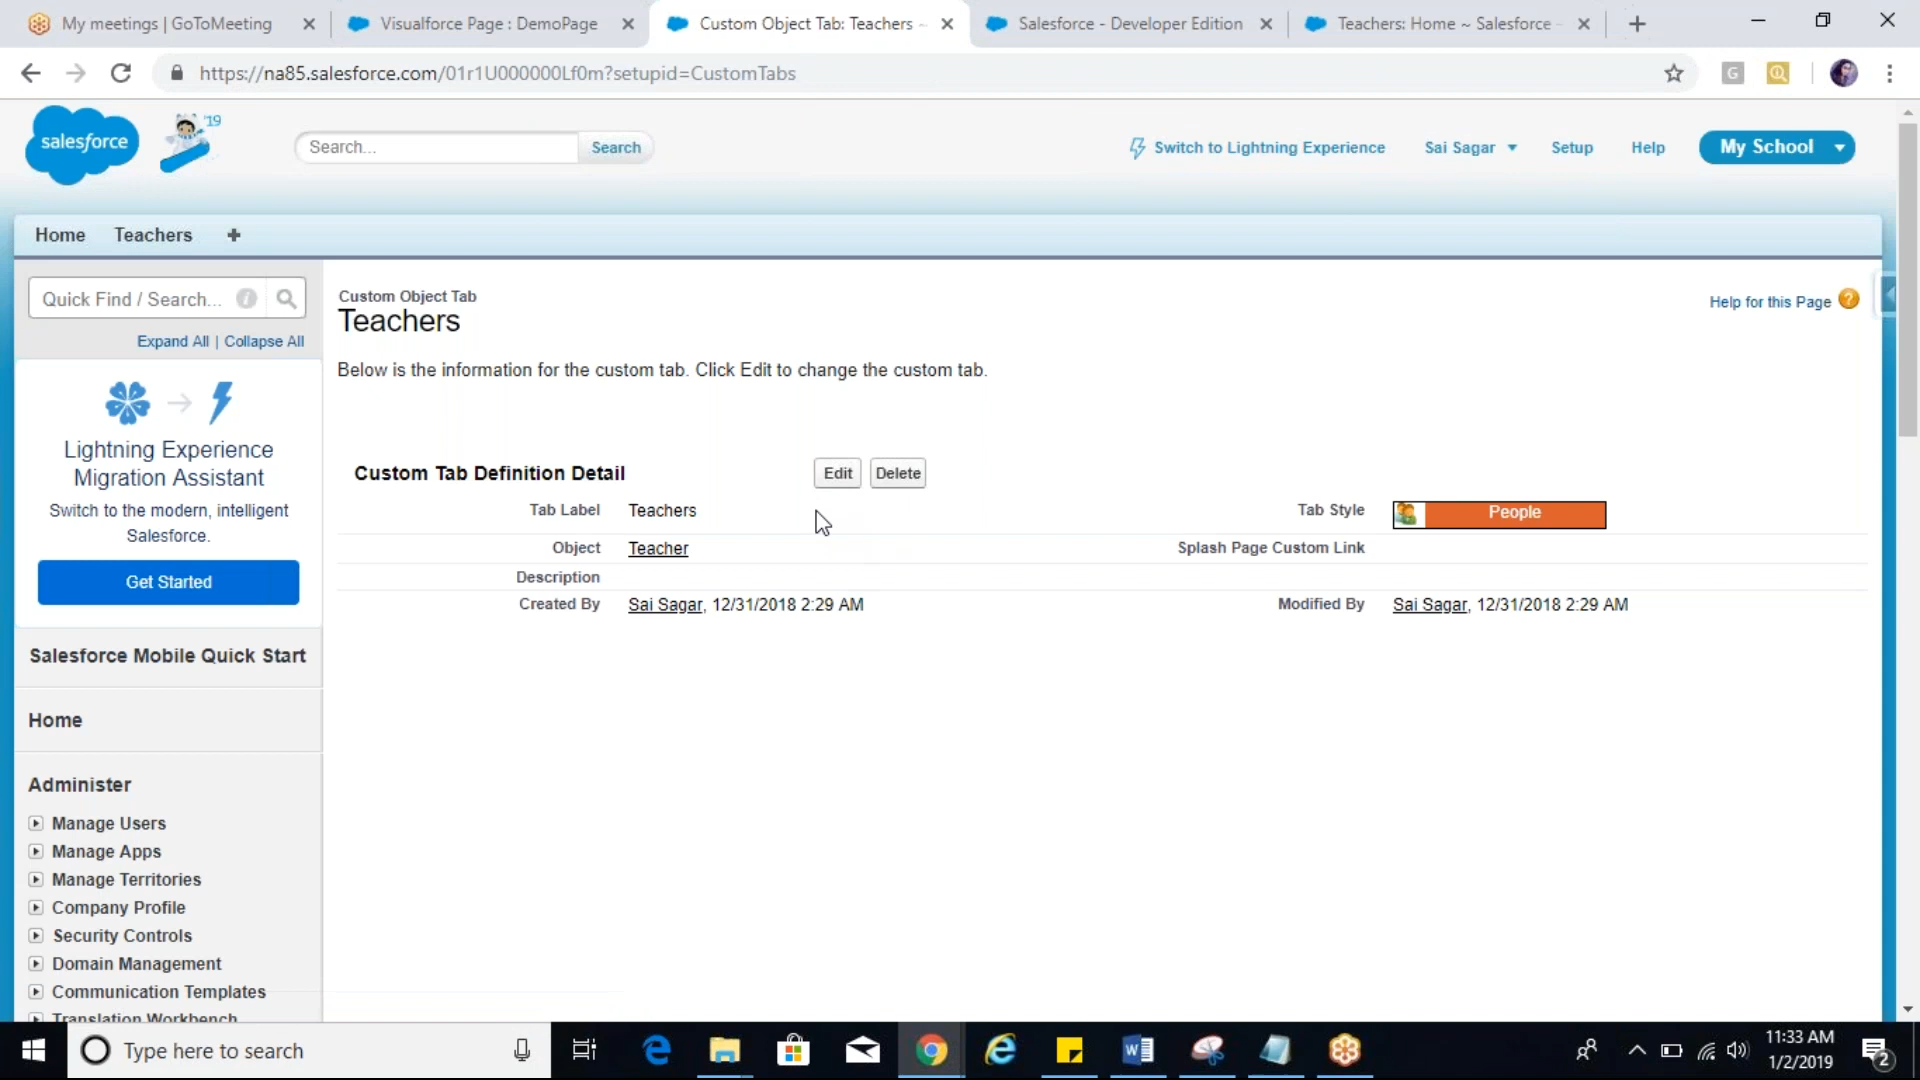 My meetings | GoToMeeting
Visualforce Page : DemoPage
Custom Object Tab: Teachers ~
Salesforce - Developer Edition
Teachers: Home ~ Salesforce -
https://na85.salesforce.com/01r1U000000Lf0m?setupid=CustomTabs
G
salesforce
'19
Search...
Search
Switch to Lightning Experience
Sai Sagar
Setup
Help
My School
Home
Teachers
+
Quick Find / Search...
Expand All | Collapse All
Lightning Experience
Migration Assistant
Switch to the modern, intelligent
Salesforce.
Get Started
Salesforce Mobile Quick Start
Home
Administer
Manage Users
Manage Apps
Manage Territories
Company Profile
Security Controls
Domain Management
Communication Templates
Translation Workbench
Custom Object Tab
Teachers
Help for this Page
Below is the information for the custom tab. Click Edit to change the custom tab.
Custom Tab Definition Detail
Edit
Delete
Tab Label Teachers
Tab Style People
Object Teacher
Splash Page Custom Link
Description
Created By Sai Sagar, 12/31/2018 2:29 AM
Modified By Sai Sagar, 12/31/2018 2:29 AM
Type here to search
11:33 AM
1/2/2019
2